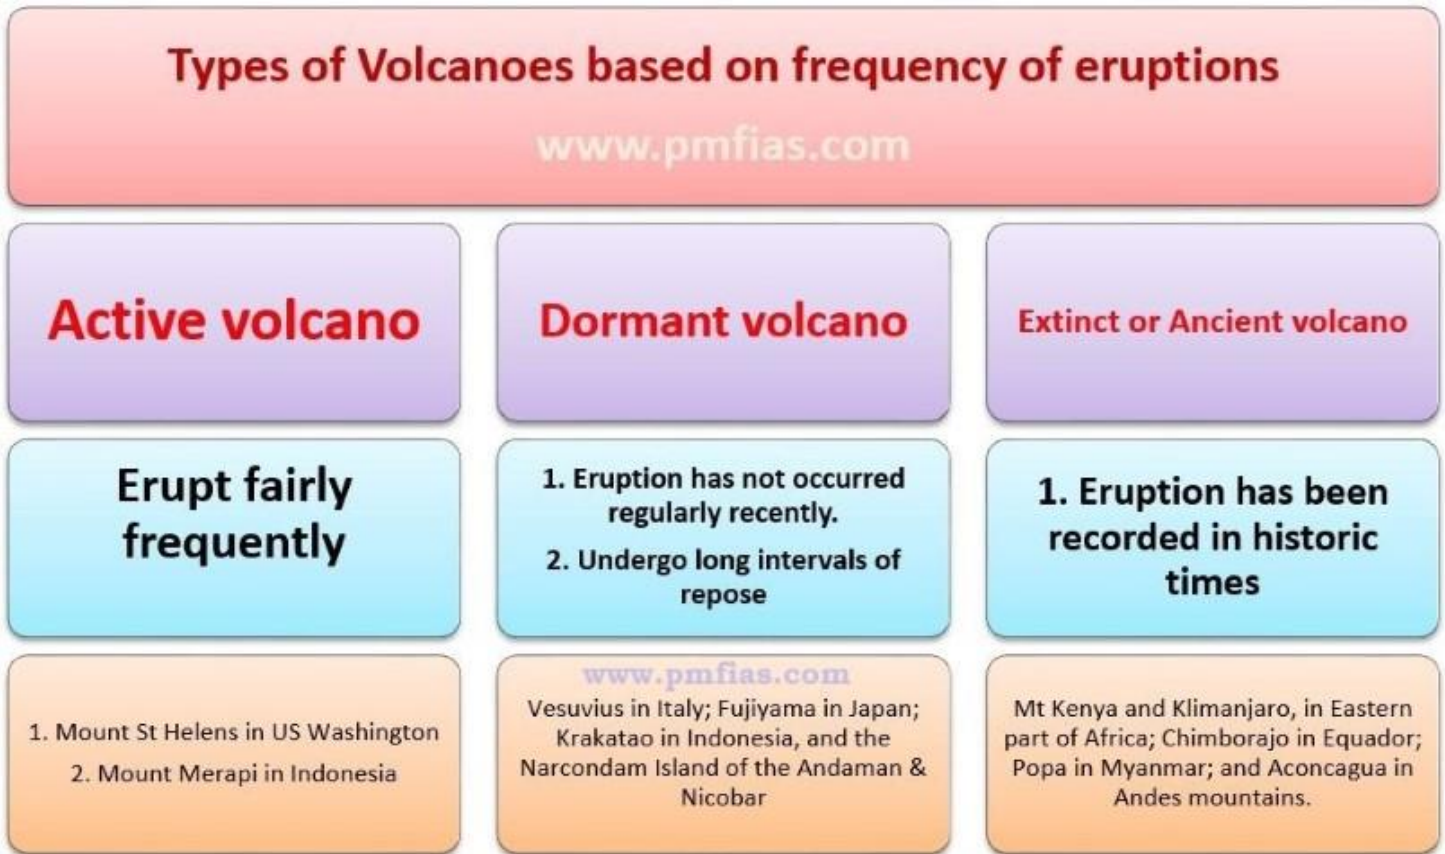 Types of Volcanoes based on frequency of eruptions
www.pmfias.com
Active volcano
Dormant volcano
Extinct or Ancient volcano
Erupt fairly
frequently
1. Eruption has not occurred
regularly recently.
2. Undergo long intervals of
repose
1. Eruption has been
recorded in historic
times
1. Mount St Helens in US Washington
2. Mount Merapi in Indonesia
www.pmfias.com
Vesuvius in Italy; Fujiyama in Japan;
Krakatao in Indonesia, and the
Narcondam Island of the Andaman &
Nicobar
Mt Kenya and Klimanjaro, in Eastern
part of Africa; Chimborajo in Equador;
Popa in Myanmar; and Aconcagua in
Andes mountains.